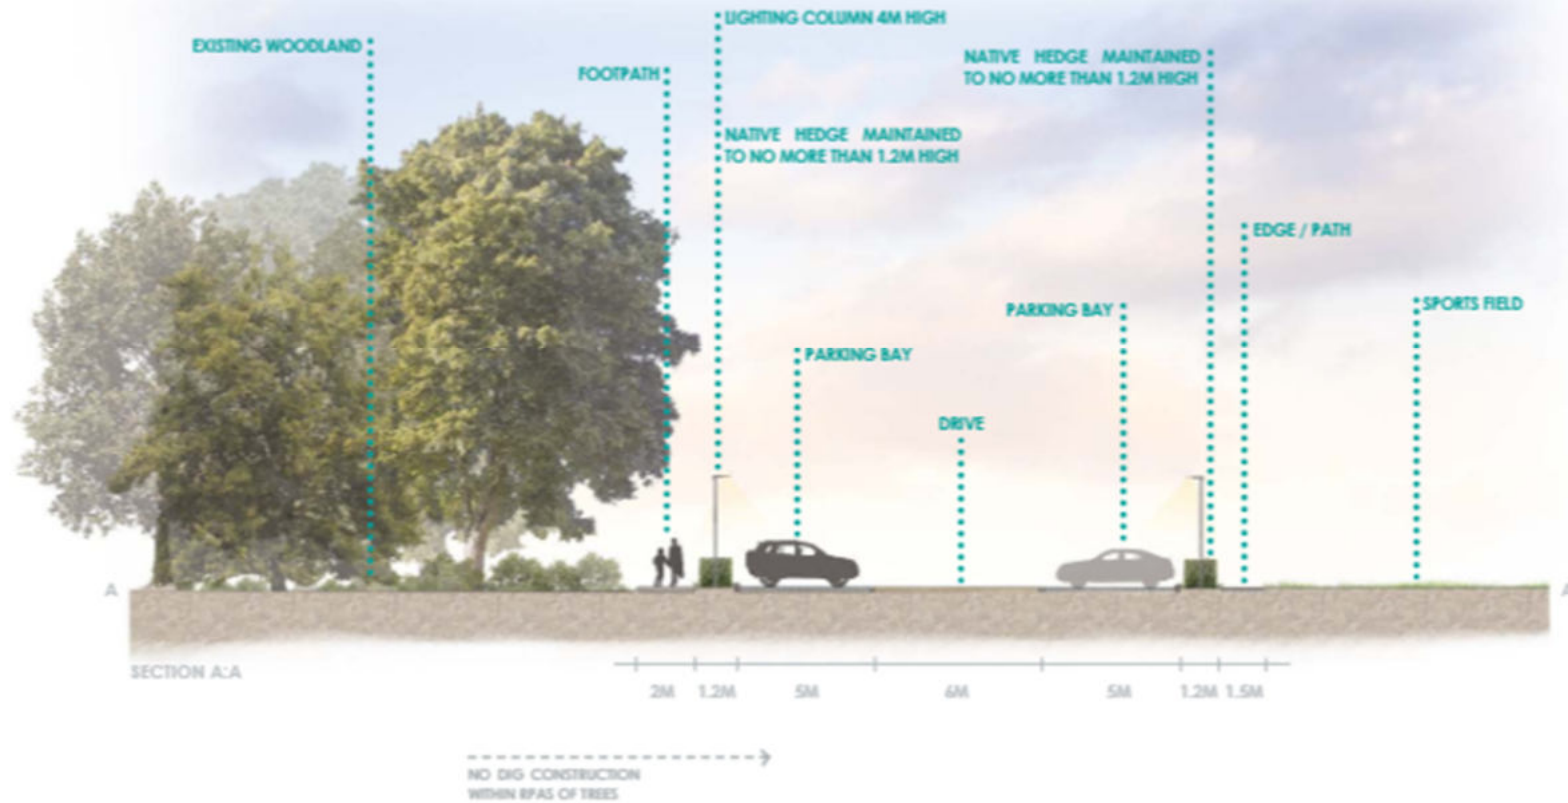 LIGHTING COLUMN 4M HIGH
EXISTING WOODLAND
FOOTPATH
NATIVE HEDGE MAINTAINED
TO NO MORE THAN 1.2M HIGH
NATIVE HEDGE MAINTAINED
TO NO MORE THAN 1.2M HIGH
EDGE / PATH
PARKING BAY
SPORTS FIELD
PARKING BAY
DRIVE
A
A
SECTION A:A
2M 1.2M 5M 6M 5M 1.2M 1.5M
NO DIG CONSTRUCTION
WITHIN RPAS OF TREES